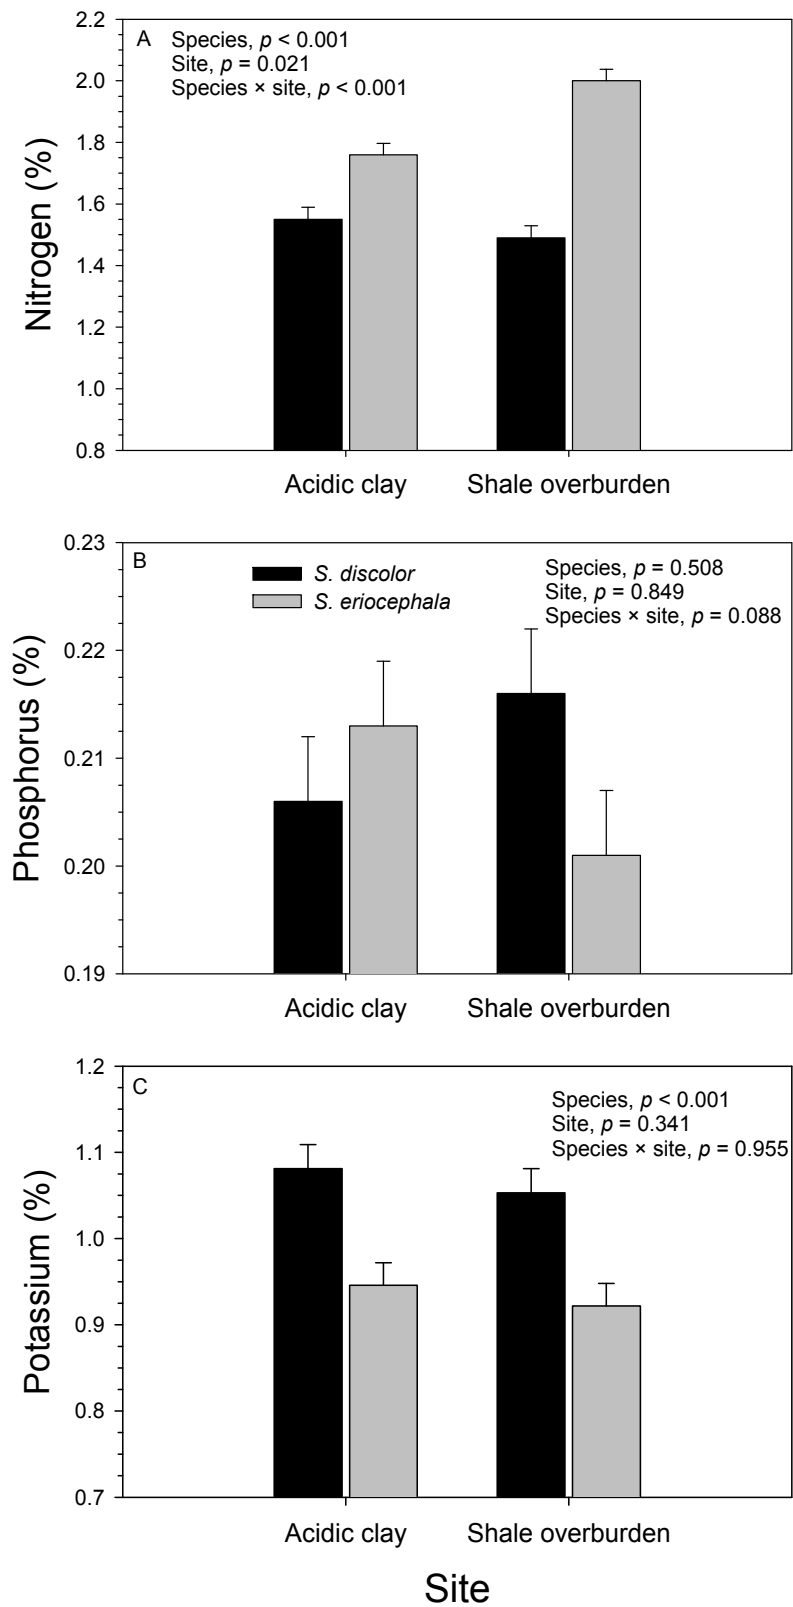 A
Species, p < 0.001
Site, p = 0.021
Species × site, p < 0.001
Nitrogen (%)
2.2
2.0
1.8
1.6
1.4
1.2
1.0
0.8
Acidic clay
Shale overburden
B
S. discolor
S. eriocephala
Species, p = 0.508
Site, p = 0.849
Species × site, p = 0.088
Phosphorus (%)
0.23
0.22
0.21
0.20
0.19
Acidic clay
Shale overburden
C
Species, p < 0.001
Site, p = 0.341
Species × site, p = 0.955
Potassium (%)
1.2
1.1
1.0
0.9
0.8
0.7
Acidic clay
Shale overburden
Site